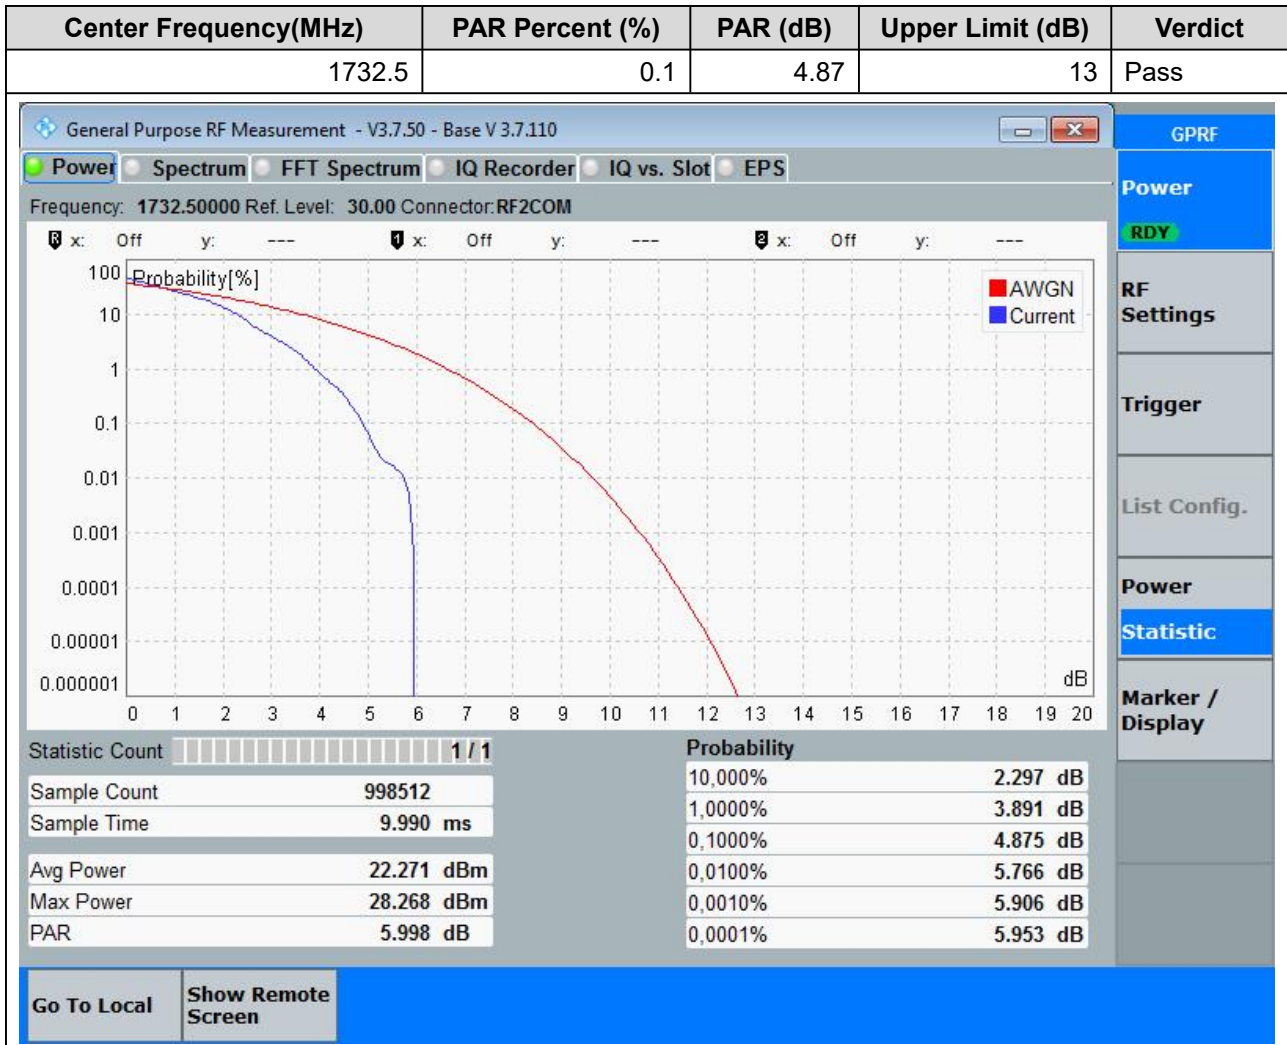 Center Frequency(MHz) PAR Percent (%) PAR (dB) Upper Limit (dB) Verdict
1732.5 0.1 4.87 13 Pass
General Purpose RF Measurement - V3.7.50 - Base V 3.7.110
GPRF
Power Spectrum FFT Spectrum IQ Recorder IQ vs. Slot EPS
Frequency: 1732.50000 Ref. Level: 30.00 Connector: RF2COM
R x: Off y: --- 1 x: Off y: --- 2 x: Off y: ---
Probability[%]
AWGN
Current
100
10
1
0.1
0.01
0.001
0.0001
0.00001
0.000001
dB
0 1 2 3 4 5 6 7 8 9 10 11 12 13 14 15 16 17 18 19 20
Statistic Count 1 / 1
Sample Count 998512
Sample Time 9.990 ms
Avg Power 22.271 dBm
Max Power 28.268 dBm
PAR 5.998 dB
Probability
10,000% 2.297 dB
1,0000% 3.891 dB
0,1000% 4.875 dB
0,0100% 5.766 dB
0,0010% 5.906 dB
0,0001% 5.953 dB
Power
RDY
RF
Settings
Trigger
List Config.
Power
Statistic
Marker /
Display
Go To Local
Show Remote
Screen